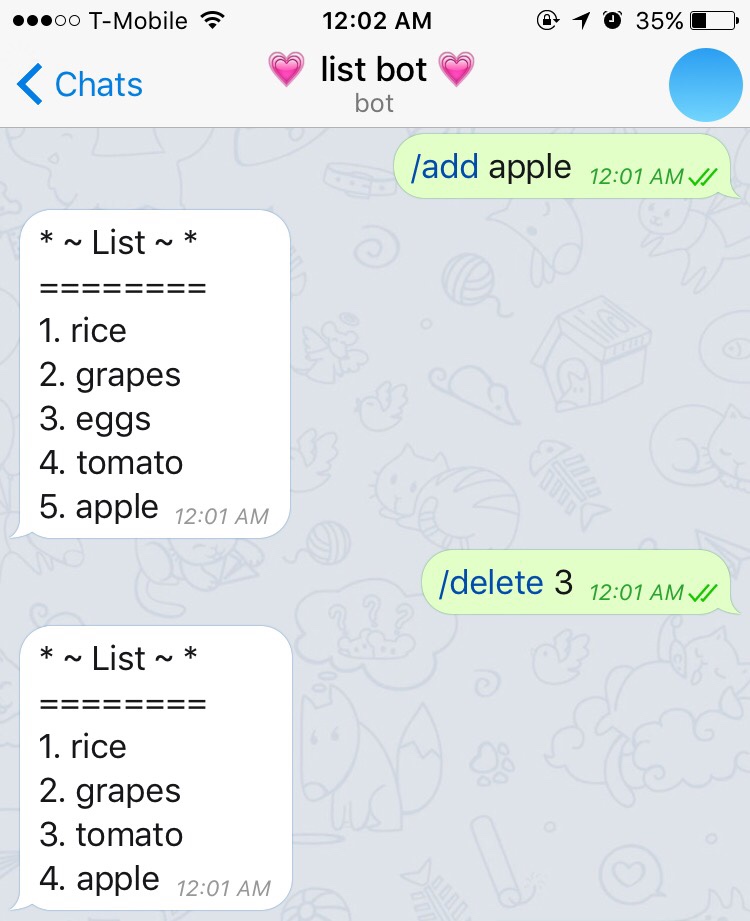 T-Mobile 12:02 AM 35%
Chats
💗 list bot 💗
bot
/add apple 12:01 AM
* ~ List ~ *
========
1. rice
2. grapes
3. eggs
4. tomato
5. apple 12:01 AM
/delete 3 12:01 AM
* ~ List ~ *
========
1. rice
2. grapes
3. tomato
4. apple 12:01 AM